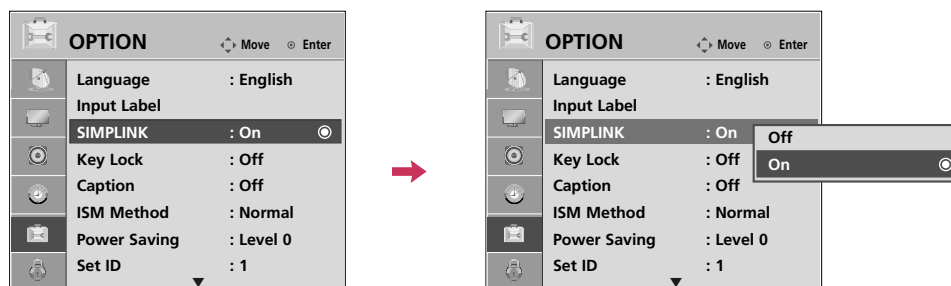 OPTION Move Enter
Language : English
Input Label
SIMPLINK : On
Key Lock : Off
Caption : Off
ISM Method : Normal
Power Saving : Level 0
Set ID : 1
OPTION Move Enter
Language : English
Input Label
SIMPLINK : On
Key Lock : Off
Caption : Off
ISM Method : Normal
Power Saving : Level 0
Set ID : 1
Off
On